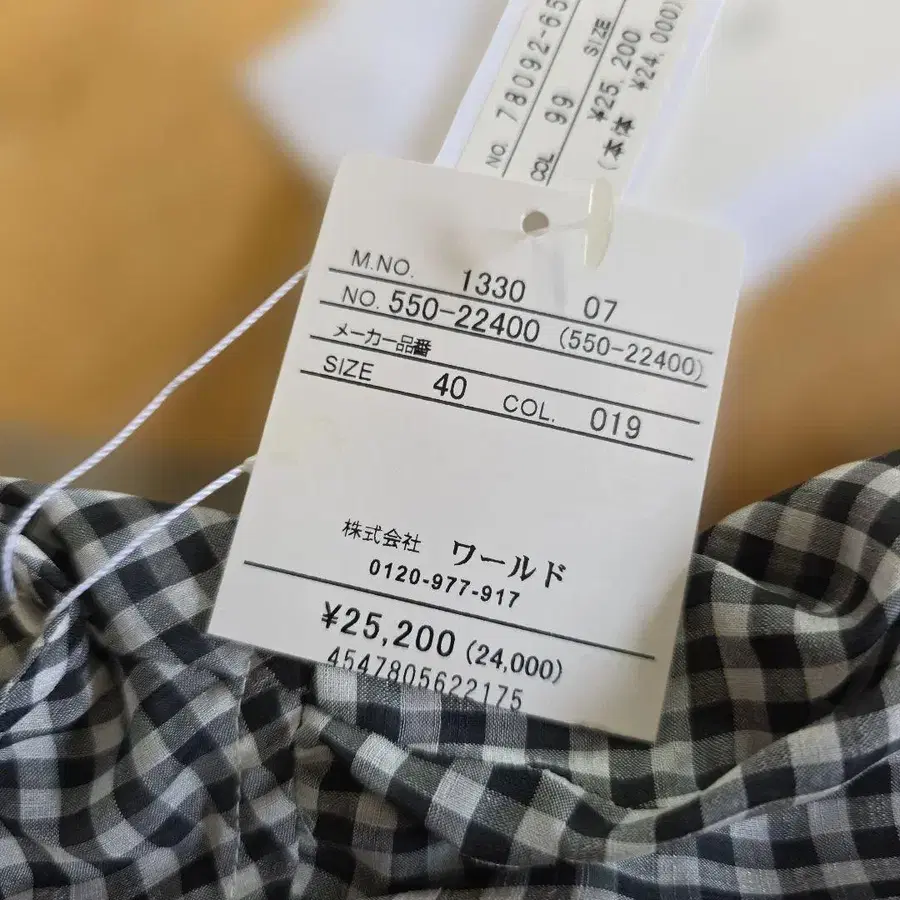 NO. 78092-65
COL 99 SIZE
¥25,200
(本体 ¥24,000)
M.NO. 1330 07
NO. 550-22400 (550-22400)
メーカー品番
SIZE 40 COL. 019
株式会社 ワールド
0120-977-917
¥25,200 (24,000)
4547805622175